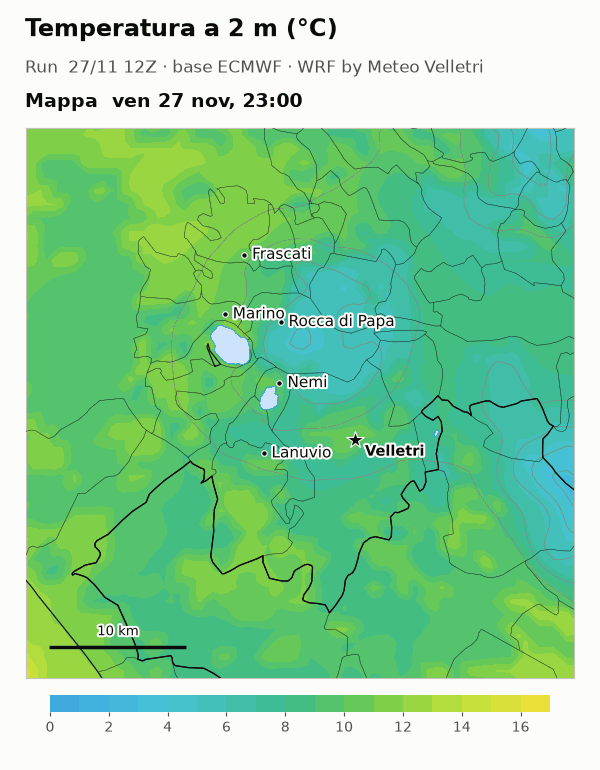 Temperatura a 2 m (°C)
Run  27/11 12Z · base ECMWF · WRF by Meteo Velletri
Mappa  ven 27 nov, 23:00
Frascati
Marino
Rocca di Papa
Nemi
Velletri
Lanuvio
10 km
0 2 4 6 8 10 12 14 16